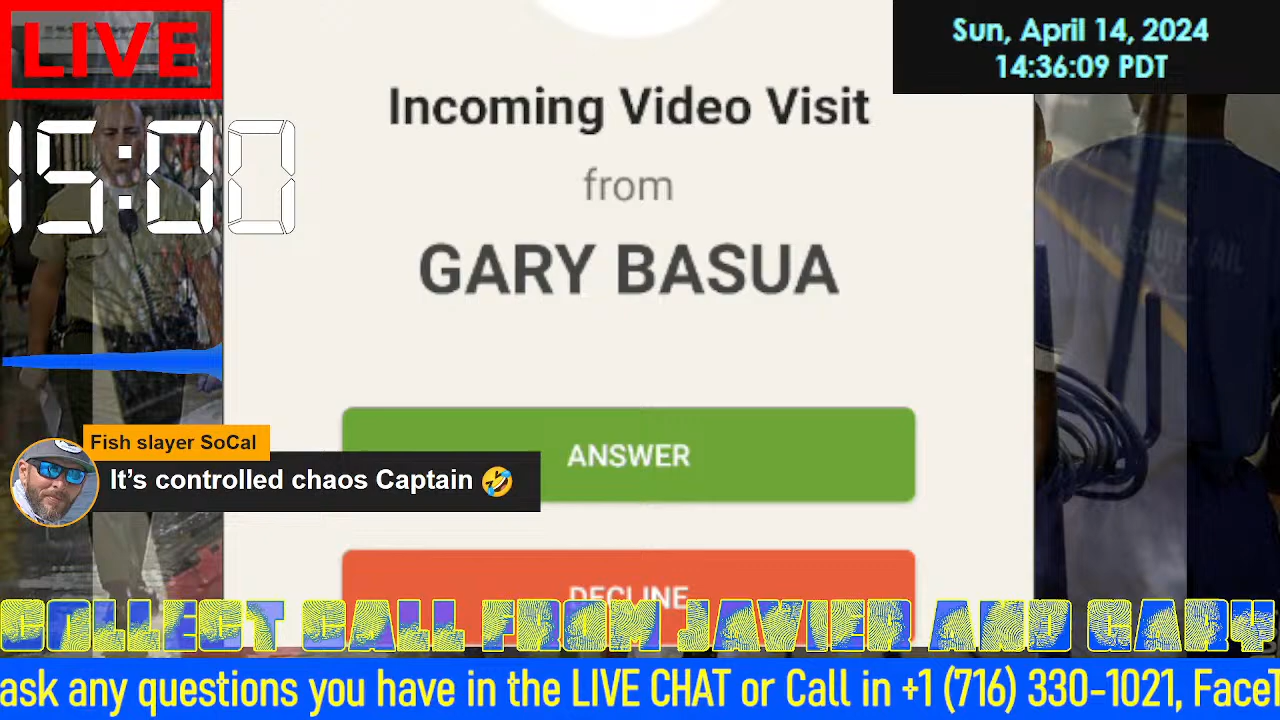 LIVE
Sun, April 14, 2024
14:36:09 PDT
15:00
Incoming Video Visit
from
GARY BASUA
ANSWER
Fish slayer SoCal
It’s controlled chaos Captain 🤣
DECLINE
COLLECT CALL FROM JAVIER AND GARY
ask any questions you have in the LIVE CHAT or Call in +1 (716) 330-1021, FaceT